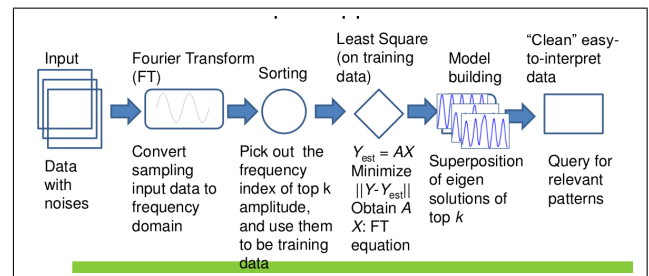 Input
Fourier Transform
(FT)
Sorting
Least Square
(on training
data)
Model
building
“Clean” easy-
to-interpret
data
Data
with
noises
Convert
sampling
input data to
frequency
domain
Pick out the
frequency
index of top k
amplitude,
and use them
to be training
data
Yest = AX
Minimize
||Y-Yest||
Obtain A
X: FT
equation
Superposition
of eigen
solutions of
top k
Query for
relevant
patterns